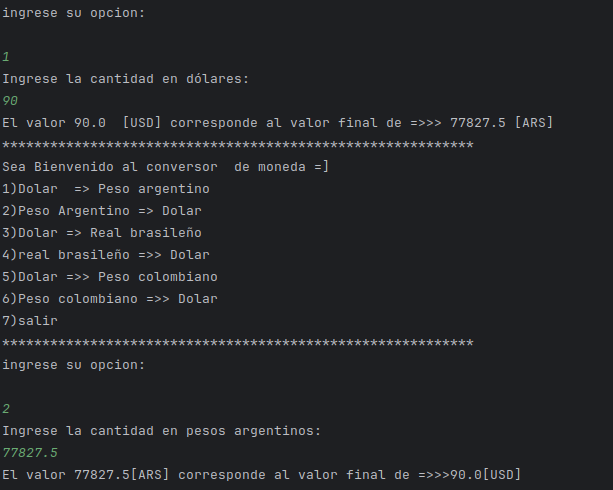 ingrese su opcion:
1
Ingrese la cantidad en dólares:
90
El valor 90.0  [USD] corresponde al valor final de =>>> 77827.5 [ARS]
***********************************************************
Sea Bienvenido al conversor  de moneda =]
1)Dolar  => Peso argentino
2)Peso Argentino => Dolar
3)Dolar => Real brasileño
4)real brasileño =>> Dolar
5)Dolar =>> Peso colombiano
6)Peso colombiano =>> Dolar
7)salir
***********************************************************
ingrese su opcion:
2
Ingrese la cantidad en pesos argentinos:
77827.5
El valor 77827.5[ARS] corresponde al valor final de =>>>90.0[USD]